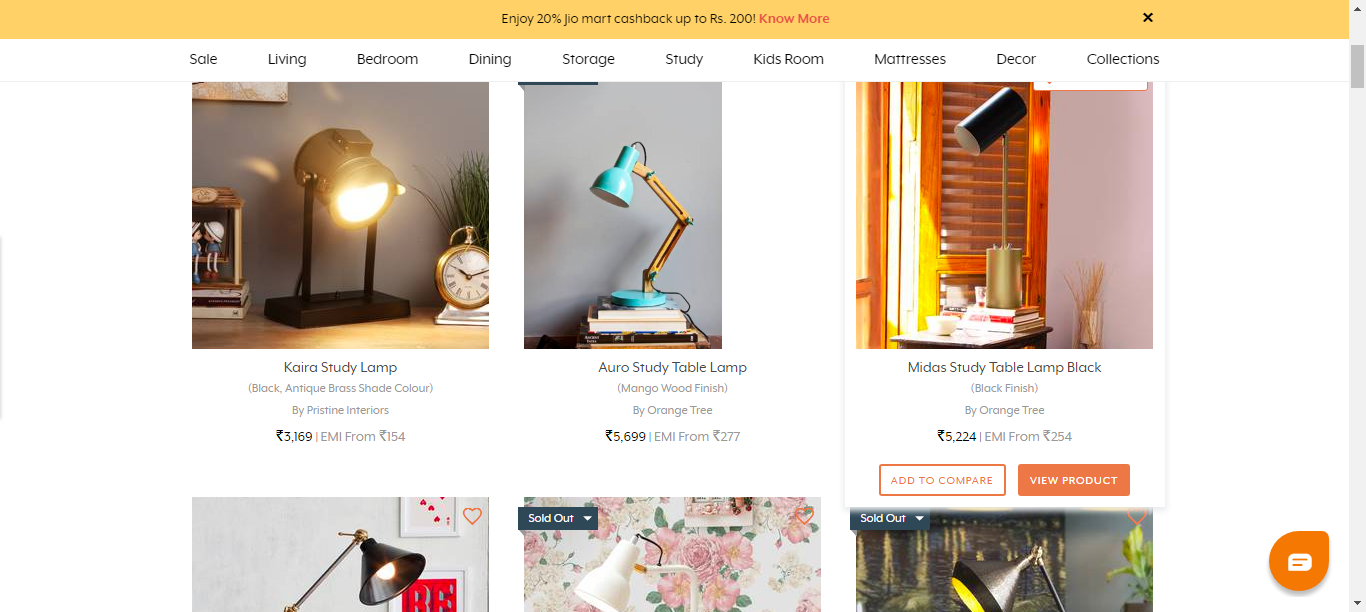 Enjoy 20% Jio mart cashback up to Rs. 200! Know More
Sale Living Bedroom Dining Storage Study Kids Room Mattresses Decor Collections
Kaira Study Lamp
(Black, Antique Brass Shade Colour)
By Pristine Interiors
₹3,169 | EMI From ₹154
Auro Study Table Lamp
(Mango Wood Finish)
By Orange Tree
₹5,699 | EMI From ₹277
Midas Study Table Lamp Black
(Black Finish)
By Orange Tree
₹5,224 | EMI From ₹254
ADD TO COMPARE VIEW PRODUCT
Sold Out
Sold Out